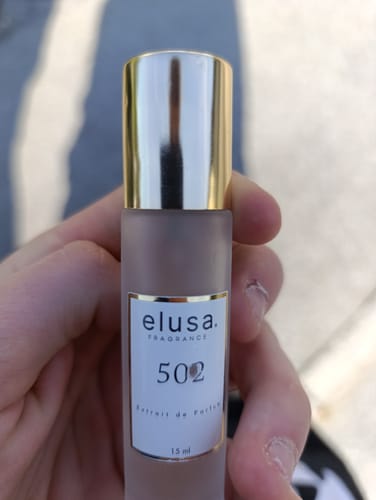 elusa.
FRAGRANCE
502
Extrait de Parfum
15 ml